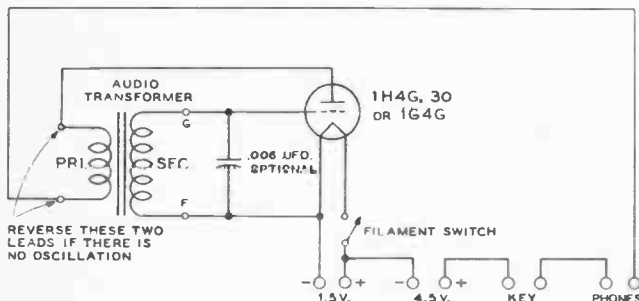 AUDIO
TRANSFORMER
G
PRI.
SEC.
F
.006 UFD.
OPTIONAL
1H4G, 30
OR 1G4G
REVERSE THESE TWO
LEADS IF THERE IS
NO OSCILLATION
FILAMENT SWITCH
- + - +
1.5 V. 4.5 V. KEY PHONES